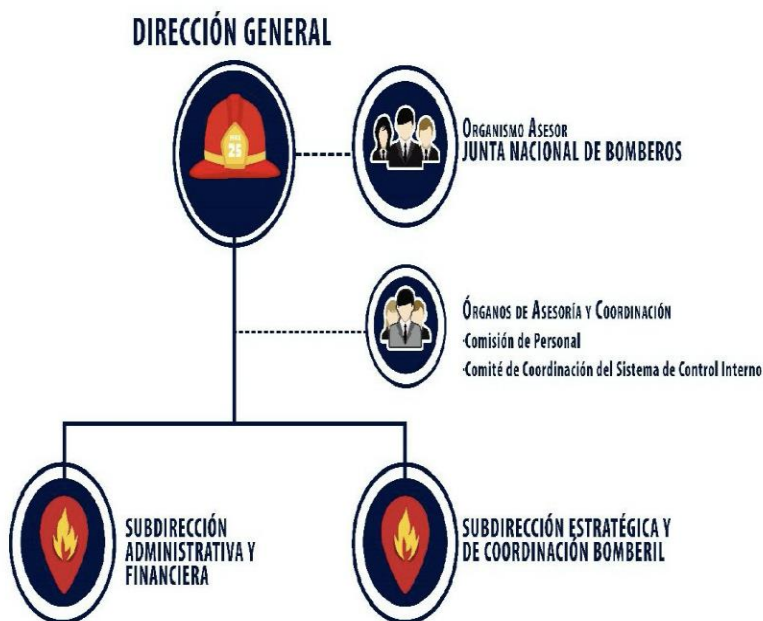 DIRECCIÓN GENERAL
25
ORGANISMO ASESOR
JUNTA NACIONAL DE BOMBEROS
ÓRGANOS DE ASESORÍA Y COORDINACIÓN
·Comisión de Personal
·Comité de Coordinación del Sistema de Control Interno
SUBDIRECCIÓN
ADMINISTRATIVA Y
FINANCIERA
SUBDIRECCIÓN ESTRATÉGICA Y
DE COORDINACIÓN BOMBERIL